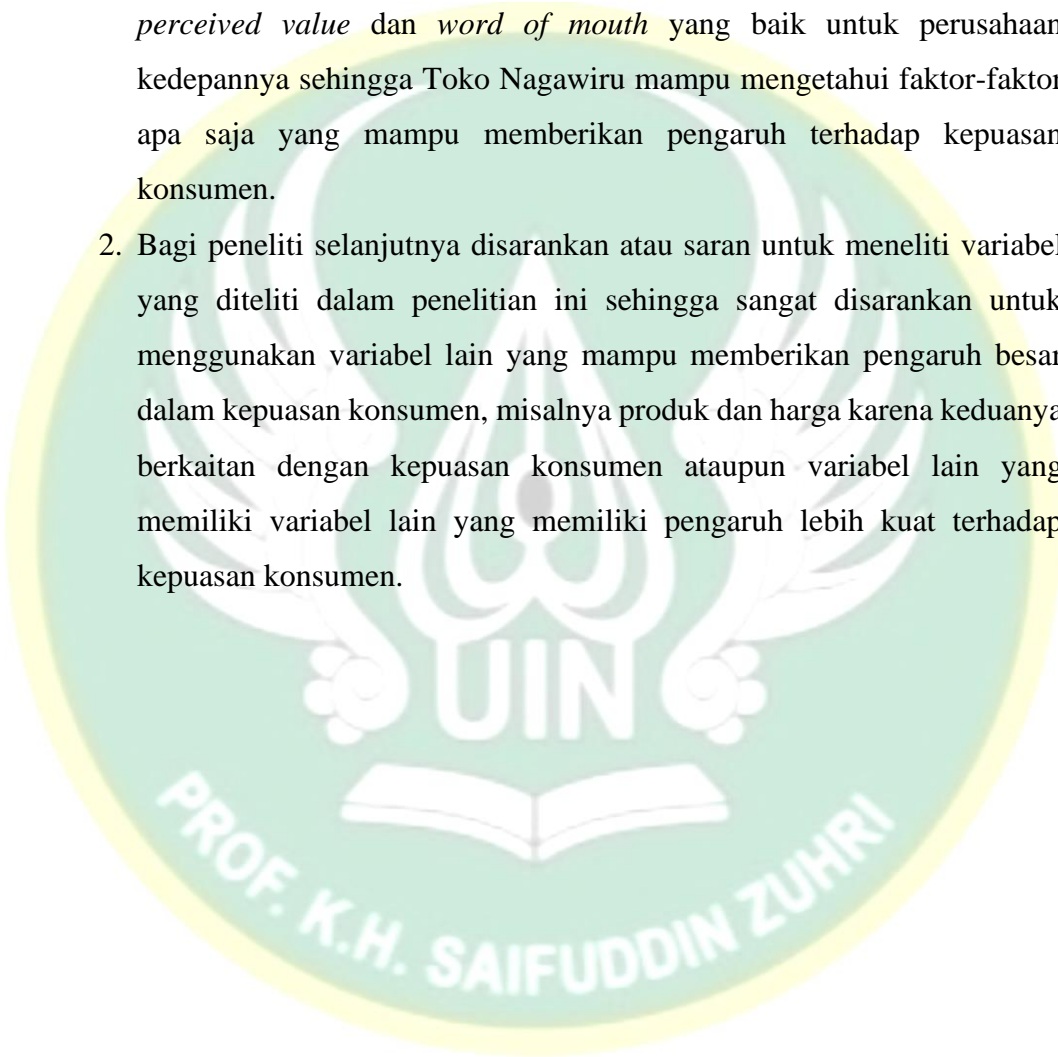 perceived value dan word of mouth yang baik untuk perusahaan
kedepannya sehingga Toko Nagawiru mampu mengetahui faktor-faktor
apa saja yang mampu memberikan pengaruh terhadap kepuasan
konsumen.
2. Bagi peneliti selanjutnya disarankan atau saran untuk meneliti variabel
yang diteliti dalam penelitian ini sehingga sangat disarankan untuk
menggunakan variabel lain yang mampu memberikan pengaruh besar
dalam kepuasan konsumen, misalnya produk dan harga karena keduanya
berkaitan dengan kepuasan konsumen ataupun variabel lain yang
memiliki variabel lain yang memiliki pengaruh lebih kuat terhadap
kepuasan konsumen.
UIN
PROF. K.H. SAIFUDDIN ZUHRI